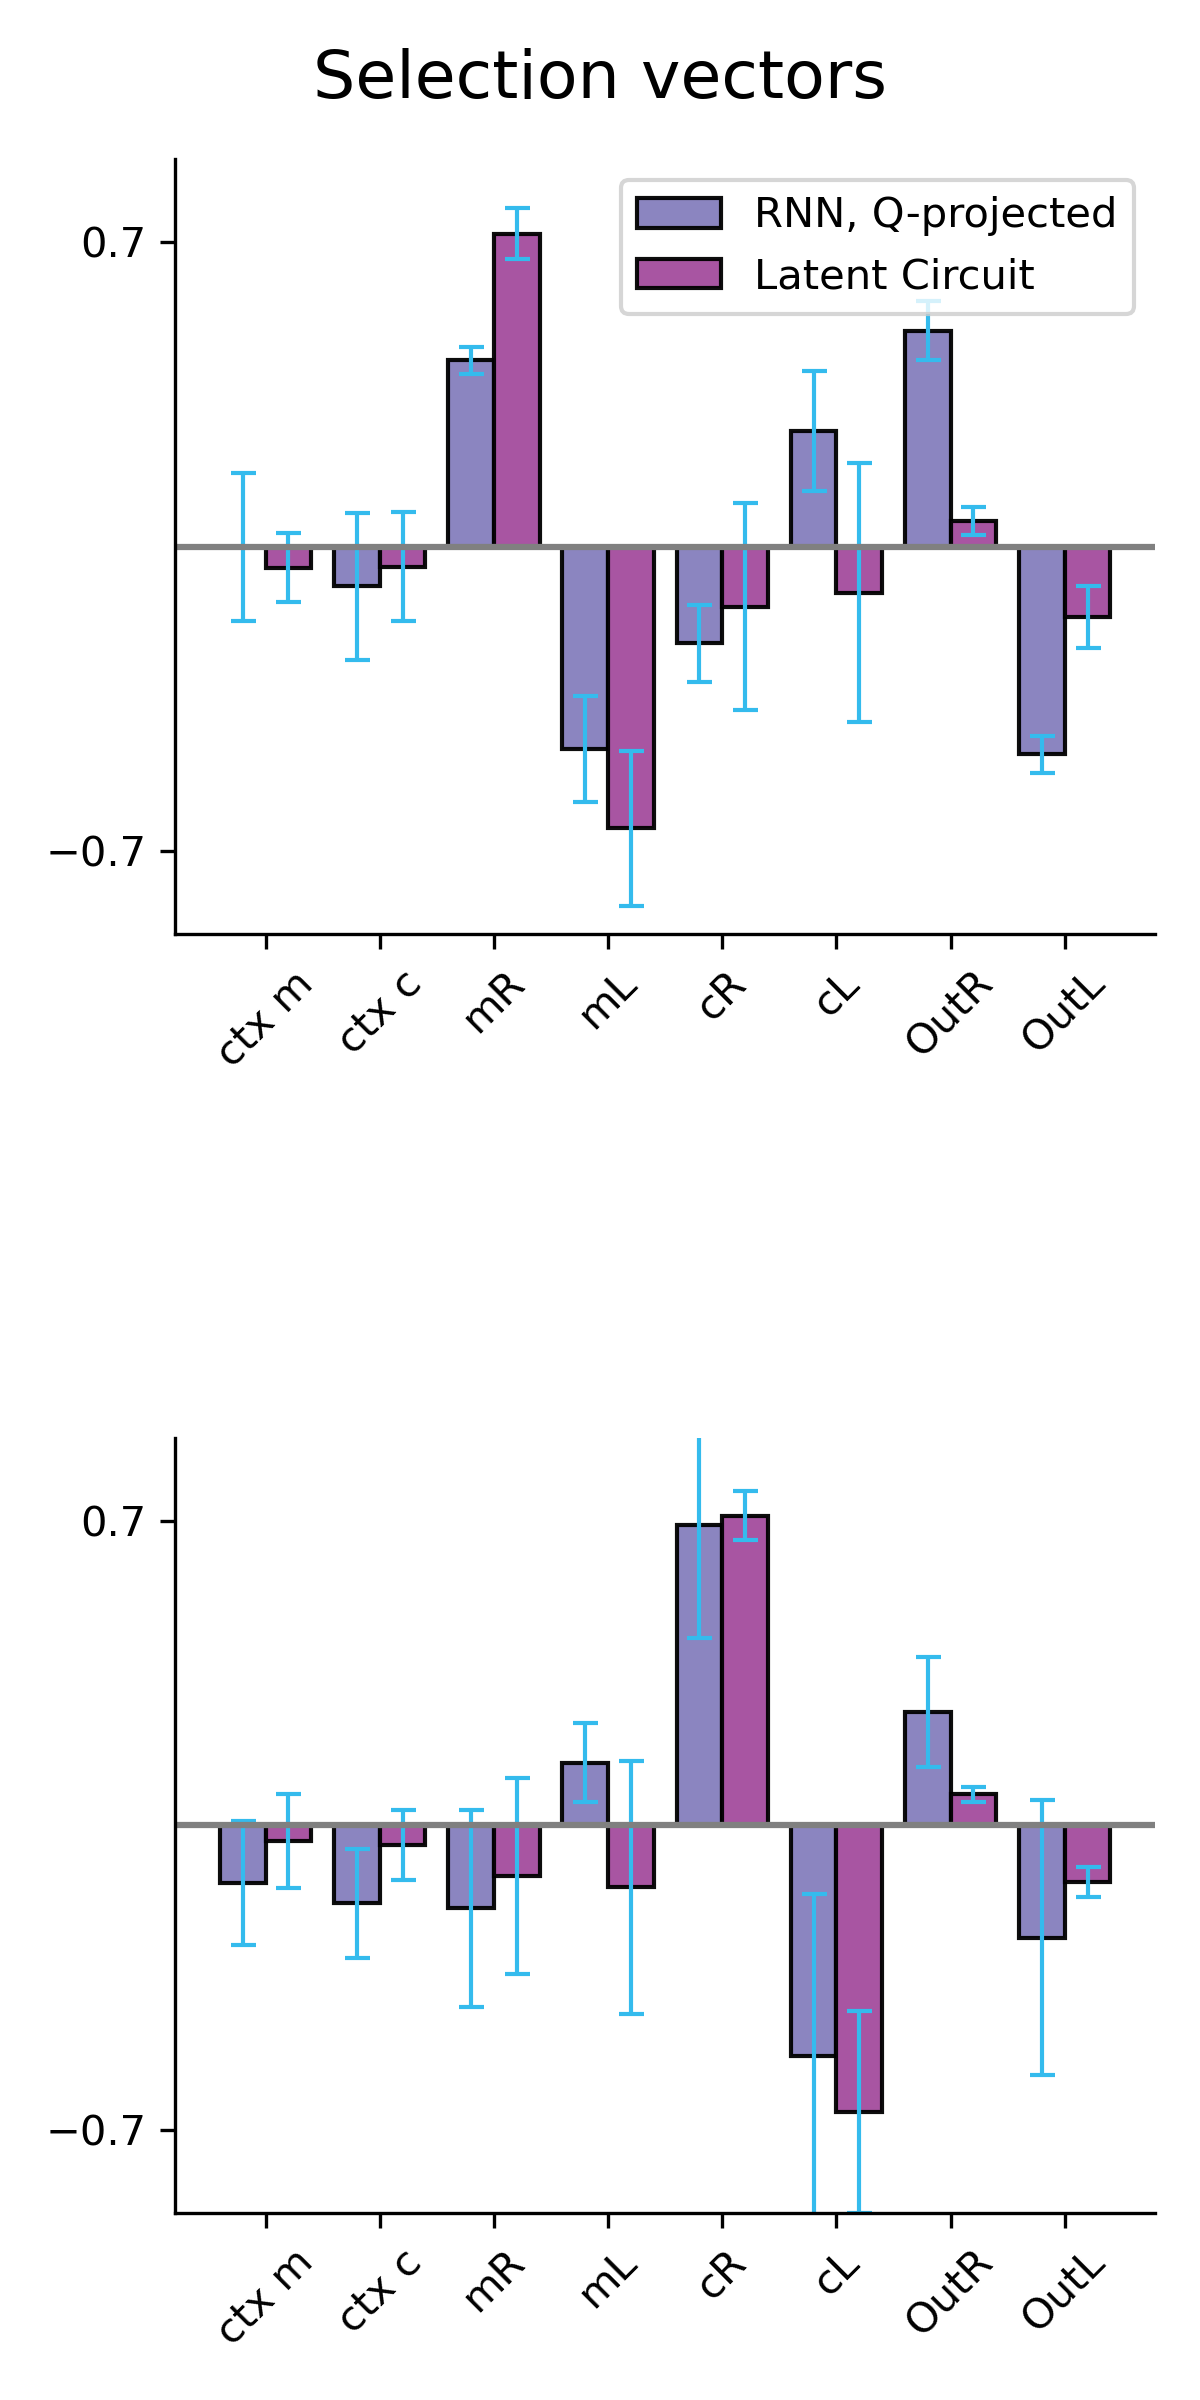 Selection vectors
RNN, Q-projected
Latent Circuit
0.7
−0.7
ctx m
ctx c
mR
mL
cR
cL
OutR
OutL
0.7
−0.7
ctx m
ctx c
mR
mL
cR
cL
OutR
OutL